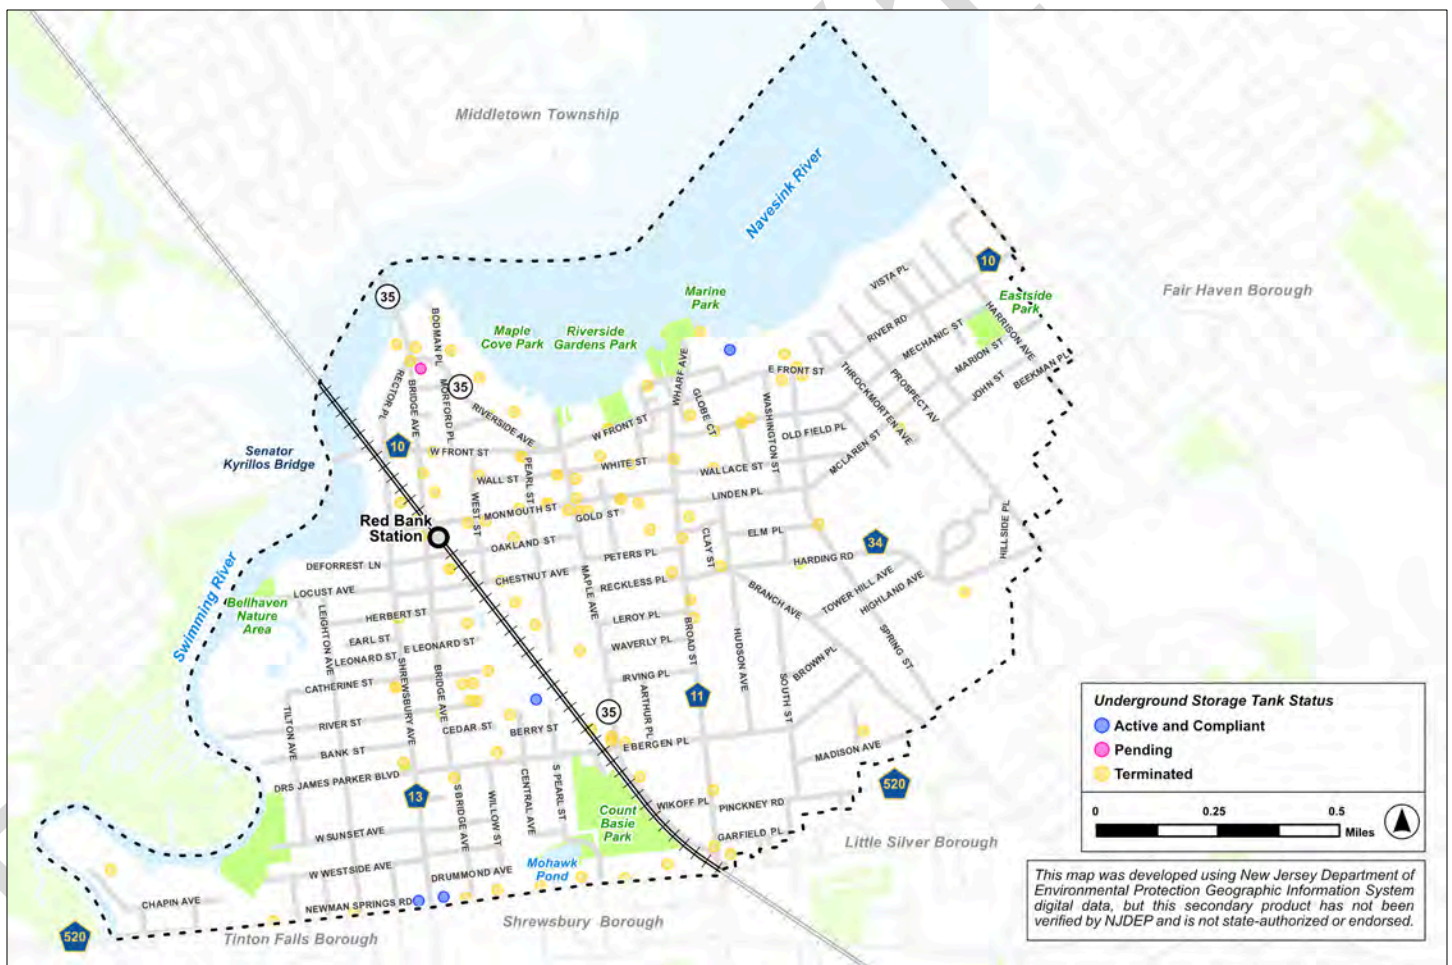 Middletown Township
Navesink River
10
VISTA PL
Fair Haven Borough
35
Marine
Park
Eastside
Park
BODMAN PL
HARRISON AVE
RIVER RD
Maple
Cove Park
Riverside
Gardens Park
MECHANIC ST
MARION ST
BEEKMAN PL
JOHN ST
E FRONT ST
WHARF AVE
RECTOR PL
BRIDGE AVE
MORFORD PL
35
RIVERSIDE AVE
GLOBE CT
WASHINGTON ST
THROCKMORTEN AVE
PROSPECT AV
W FRONT ST
OLD FIELD PL
10
Senator
Kyrillos Bridge
W FRONT ST
MCLAREN ST
WHITE ST
WALLACE ST
PEARL ST
WALL ST
LINDEN PL
WEST ST
MONMOUTH ST
GOLD ST
Red Bank
Station
ELM PL
CLAY ST
34
HILLSIDE PL
OAKLAND ST
PETERS PL
HARDING RD
DEFORREST LN
CHESTNUT AVE
RECKLESS PL
MAPLE AVE
TOWER HILL AVE
HIGHLAND AVE
BRANCH AVE
LOCUST AVE
Swimming River
Bellhaven
Nature
Area
LEIGHTON AVE
HERBERT ST
LEROY PL
BROAD ST
EARL ST
E LEONARD ST
WAVERLY PL
HUDSON AVE
SPRING ST
LEONARD ST
BROWN PL
IRVING PL
SHREWSBURY AVE
BRIDGE AVE
CATHERINE ST
ARTHUR PL
SOUTH ST
11
TILTON AVE
35
RIVER ST
CEDAR ST
BERRY ST
E BERGEN PL
MADISON AVE
BANK ST
DRS JAMES PARKER BLVD
13
S BRIDGE AVE
WILLOW ST
CENTRAL AVE
S PEARL ST
Count
Basie
Park
WIKOFF PL
PINCKNEY RD
520
W SUNSET AVE
GARFIELD PL
Little Silver Borough
W WESTSIDE AVE
DRUMMOND AVE
Mohawk
Pond
CHAPIN AVE
NEWMAN SPRINGS RD
Shrewsbury Borough
520
Tinton Falls Borough
Underground Storage Tank Status
Active and Compliant
Pending
Terminated
0 0.25 0.5
Miles
This map was developed using New Jersey Department of
Environmental Protection Geographic Information System
digital data, but this secondary product has not been
verified by NJDEP and is not state-authorized or endorsed.